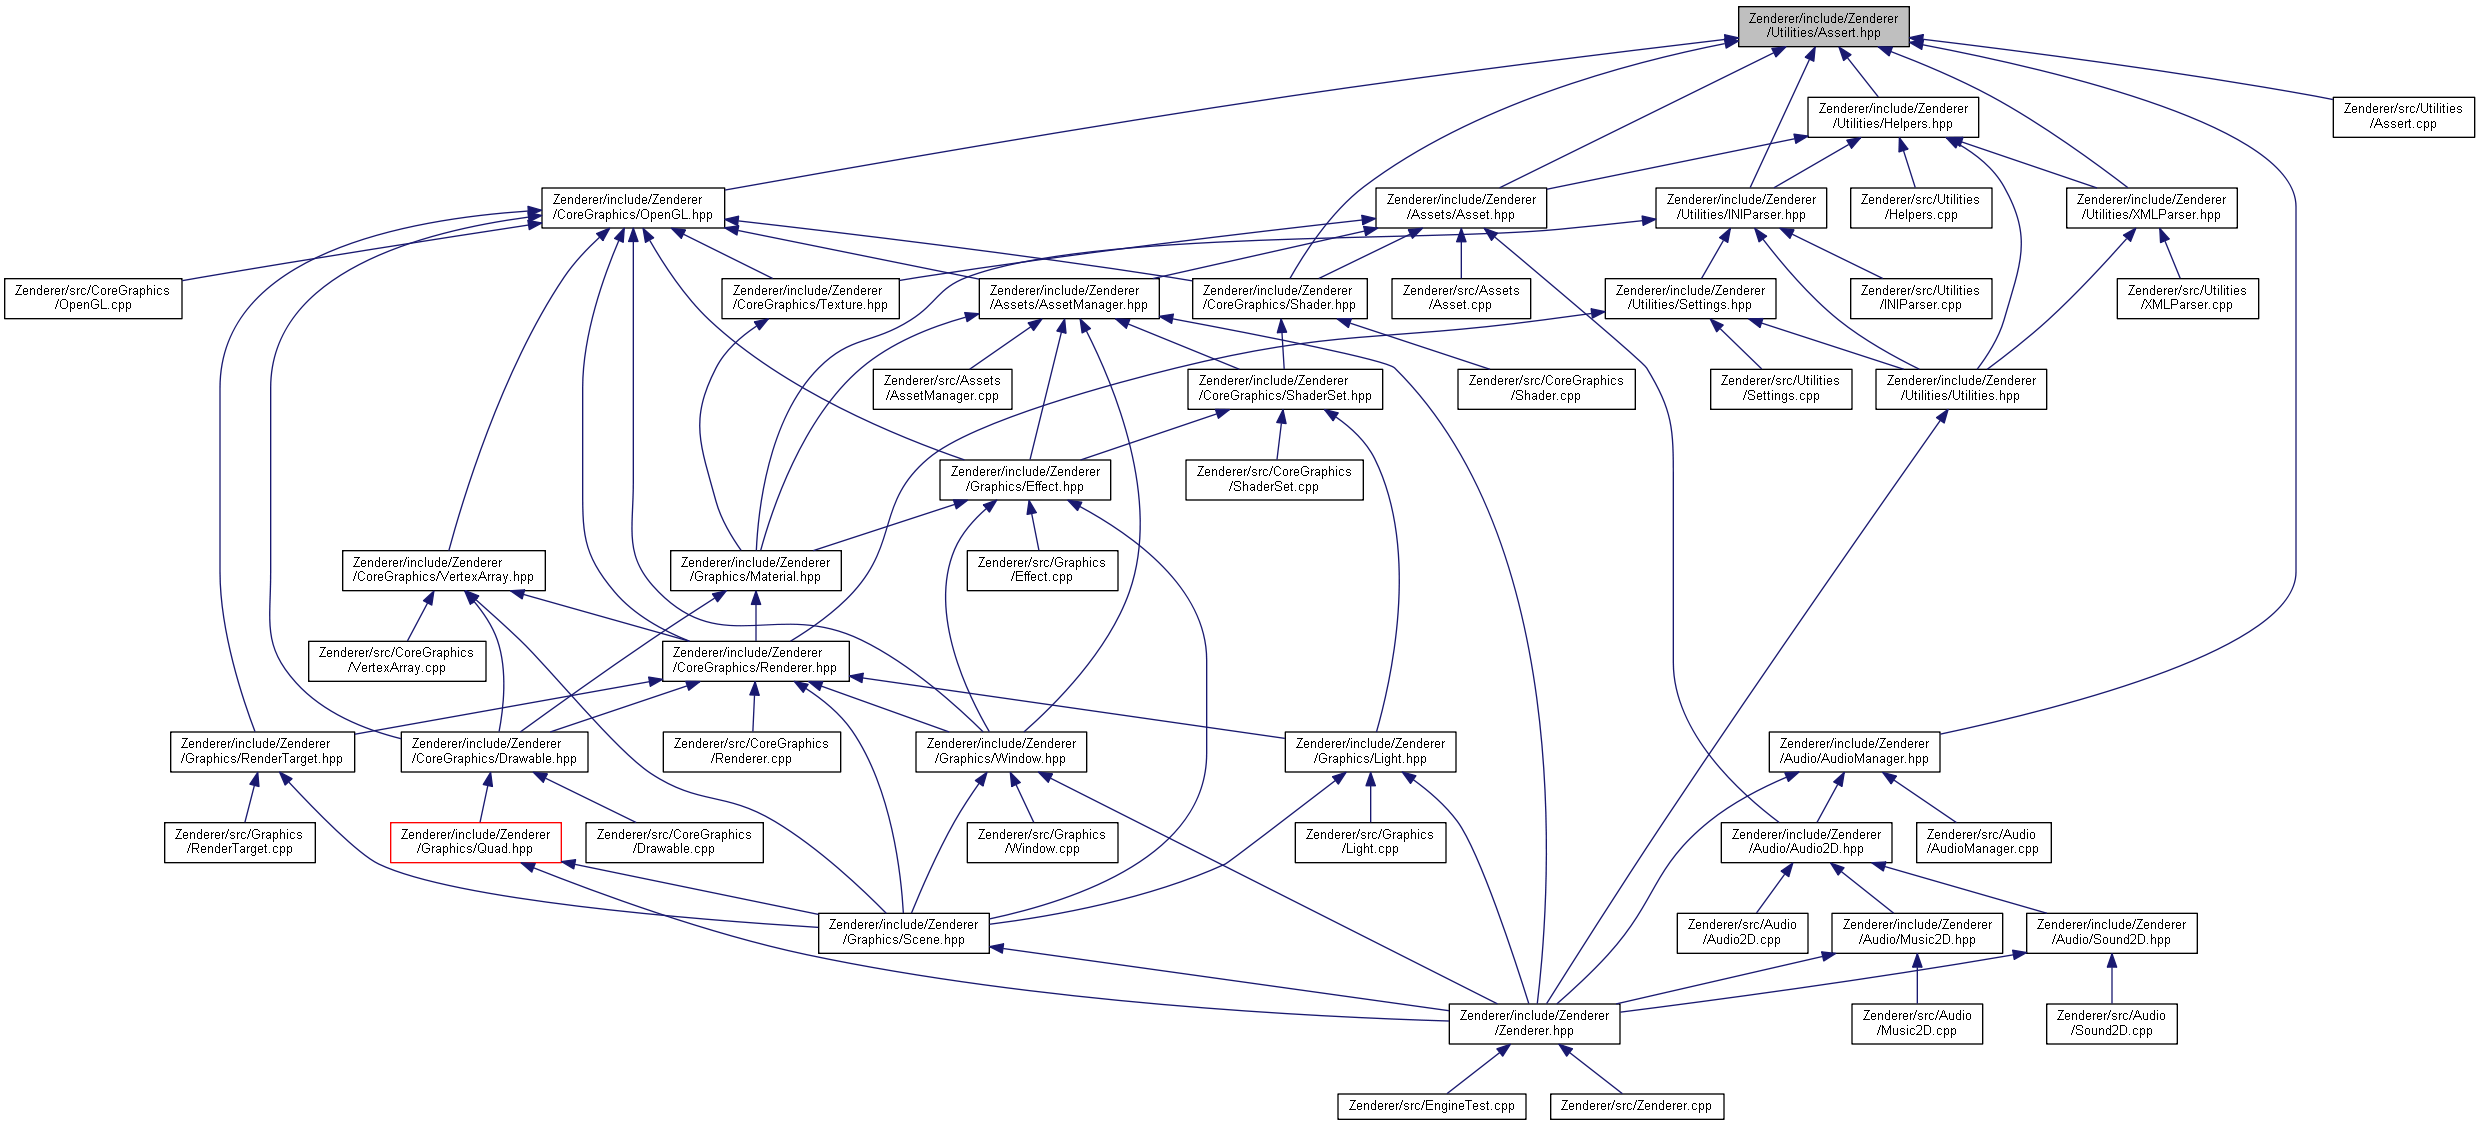 Zenderer/include/Zenderer
/Utilities/Assert.hpp
Zenderer/include/Zenderer
/Utilities/Helpers.hpp
Zenderer/src/Utilities
/Assert.cpp
Zenderer/include/Zenderer
/CoreGraphics/OpenGL.hpp
Zenderer/include/Zenderer
/Assets/Asset.hpp
Zenderer/include/Zenderer
/Utilities/INIParser.hpp
Zenderer/src/Utilities
/Helpers.cpp
Zenderer/include/Zenderer
/Utilities/XMLParser.hpp
Zenderer/src/CoreGraphics
/OpenGL.cpp
Zenderer/include/Zenderer
/CoreGraphics/Texture.hpp
Zenderer/include/Zenderer
/Assets/AssetManager.hpp
Zenderer/include/Zenderer
/CoreGraphics/Shader.hpp
Zenderer/src/Assets
/Asset.cpp
Zenderer/include/Zenderer
/Utilities/Settings.hpp
Zenderer/src/Utilities
/INIParser.cpp
Zenderer/src/Utilities
/XMLParser.cpp
Zenderer/src/Assets
/AssetManager.cpp
Zenderer/include/Zenderer
/CoreGraphics/ShaderSet.hpp
Zenderer/src/CoreGraphics
/Shader.cpp
Zenderer/src/Utilities
/Settings.cpp
Zenderer/include/Zenderer
/Utilities/Utilities.hpp
Zenderer/include/Zenderer
/Graphics/Effect.hpp
Zenderer/src/CoreGraphics
/ShaderSet.cpp
Zenderer/include/Zenderer
/CoreGraphics/VertexArray.hpp
Zenderer/include/Zenderer
/Graphics/Material.hpp
Zenderer/src/Graphics
/Effect.cpp
Zenderer/src/CoreGraphics
/VertexArray.cpp
Zenderer/include/Zenderer
/CoreGraphics/Renderer.hpp
Zenderer/include/Zenderer
/Graphics/RenderTarget.hpp
Zenderer/include/Zenderer
/CoreGraphics/Drawable.hpp
Zenderer/src/CoreGraphics
/Renderer.cpp
Zenderer/include/Zenderer
/Graphics/Window.hpp
Zenderer/include/Zenderer
/Graphics/Light.hpp
Zenderer/include/Zenderer
/Audio/AudioManager.hpp
Zenderer/src/Graphics
/RenderTarget.cpp
Zenderer/include/Zenderer
/Graphics/Quad.hpp
Zenderer/src/CoreGraphics
/Drawable.cpp
Zenderer/src/Graphics
/Window.cpp
Zenderer/src/Graphics
/Light.cpp
Zenderer/include/Zenderer
/Audio/Audio2D.hpp
Zenderer/src/Audio
/AudioManager.cpp
Zenderer/include/Zenderer
/Graphics/Scene.hpp
Zenderer/src/Audio
/Audio2D.cpp
Zenderer/include/Zenderer
/Audio/Music2D.hpp
Zenderer/include/Zenderer
/Audio/Sound2D.hpp
Zenderer/include/Zenderer
/Zenderer.hpp
Zenderer/src/Audio
/Music2D.cpp
Zenderer/src/Audio
/Sound2D.cpp
Zenderer/src/EngineTest.cpp
Zenderer/src/Zenderer.cpp